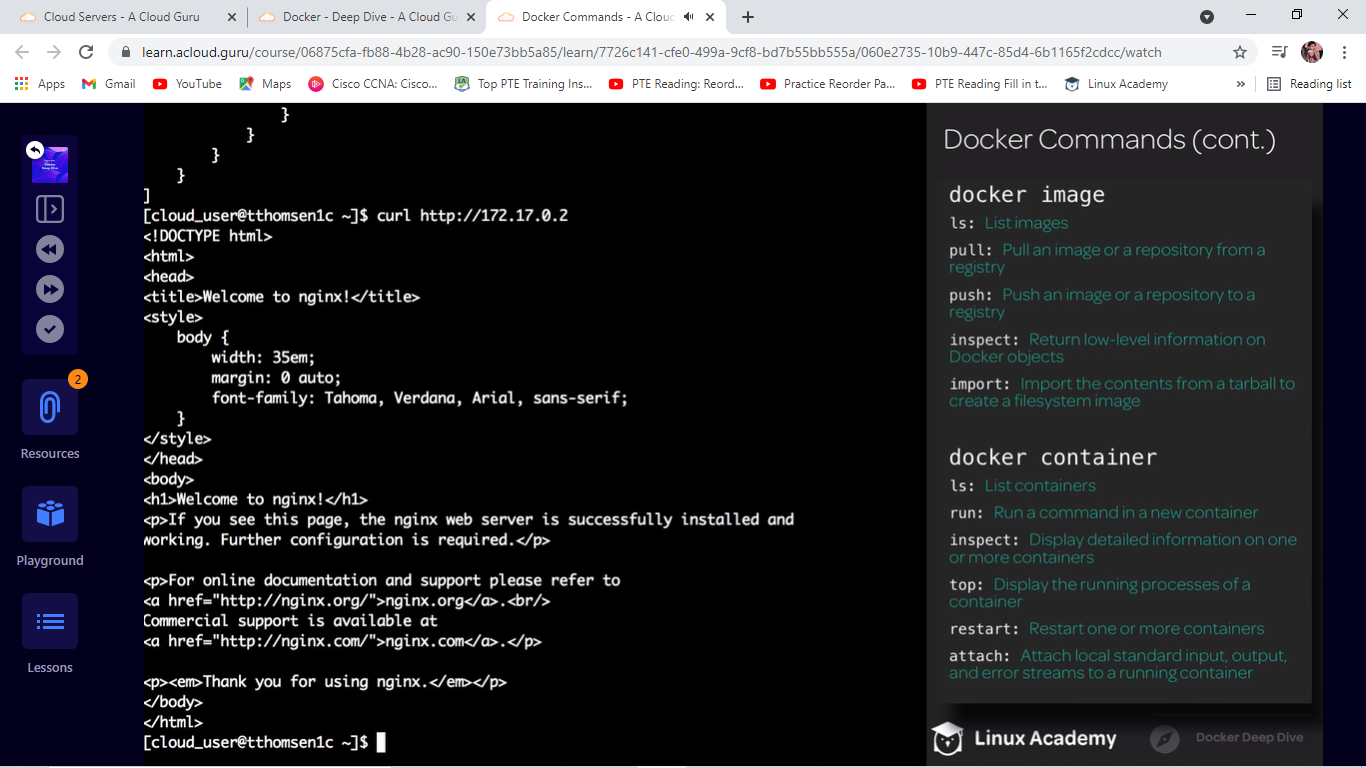 Cloud Servers - A Cloud Guru
Docker - Deep Dive - A Cloud Gu
Docker Commands - A Cloud
learn.acloud.guru/course/06875cfa-fb88-4b28-ac90-150e73bb5a85/learn/7726c141-cfe0-499a-9cf8-bd7b55bb555a/060e2735-10b9-447c-85d4-6b1165f2cdcc/watch
Apps
Gmail
YouTube
Maps
Cisco CCNA: Cisco...
Top PTE Training Ins...
PTE Reading: Reord...
Practice Reorder Pa...
PTE Reading Fill in t...
Linux Academy
»
Reading list
2
Resources
Playground
Lessons
}
}
}
}
]
[cloud_user@tthomsen1c ~]$ curl http://172.17.0.2
<!DOCTYPE html>
<html>
<head>
<title>Welcome to nginx!</title>
<style>
body {
width: 35em;
margin: 0 auto;
font-family: Tahoma, Verdana, Arial, sans-serif;
}
</style>
</head>
<body>
<h1>Welcome to nginx!</h1>
<p>If you see this page, the nginx web server is successfully installed and
working. Further configuration is required.</p>
<p>For online documentation and support please refer to
<a href="http://nginx.org/">nginx.org</a>.<br/>
Commercial support is available at
<a href="http://nginx.com/">nginx.com</a>.</p>
<p><em>Thank you for using nginx.</em></p>
</body>
</html>
[cloud_user@tthomsen1c ~]$
Docker Commands (cont.)
docker image
ls: List images
pull: Pull an image or a repository from a
registry
push: Push an image or a repository to a
registry
inspect: Return low-level information on
Docker objects
import: Import the contents from a tarball to
create a filesystem image
docker container
ls: List containers
run: Run a command in a new container
inspect: Display detailed information on one
or more containers
top: Display the running processes of a
container
restart: Restart one or more containers
attach: Attach local standard input, output,
and error streams to a running container
Linux Academy
Docker Deep Dive